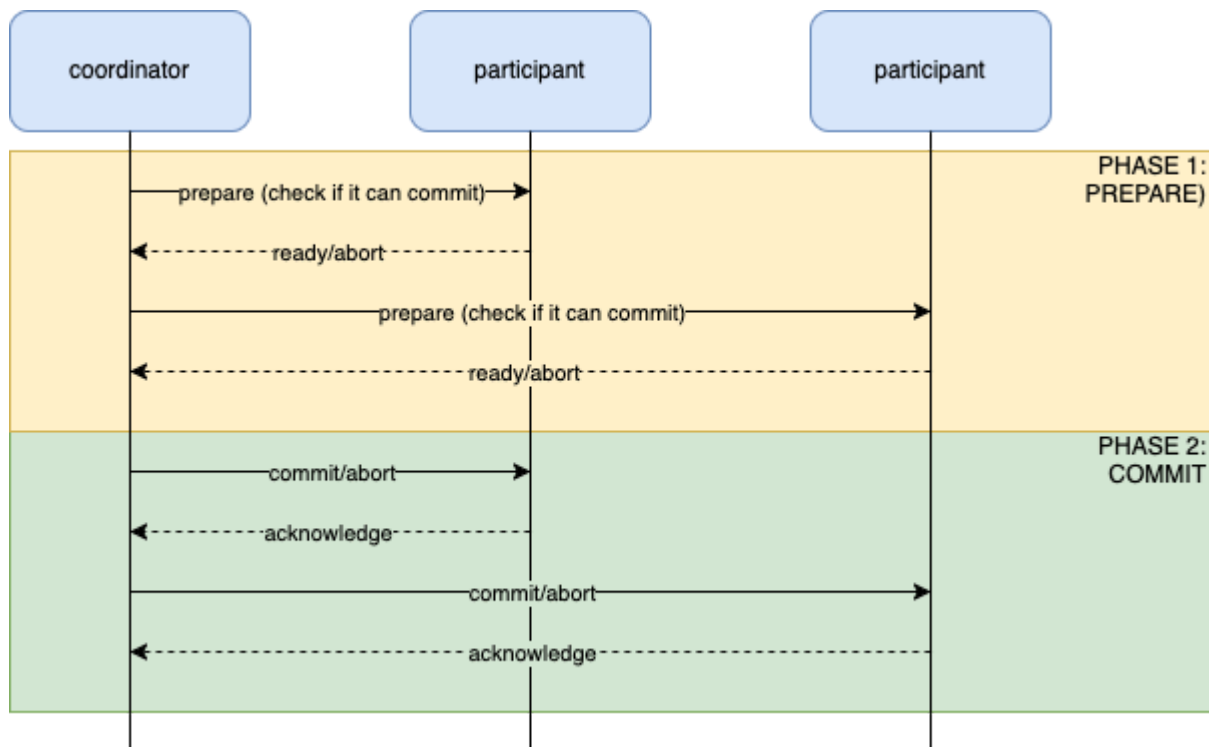 coordinator
participant
participant
PHASE 1:
PREPARE)
prepare (check if it can commit)
ready/abort
prepare (check if it can commit)
ready/abort
PHASE 2:
COMMIT
commit/abort
acknowledge
commit/abort
acknowledge